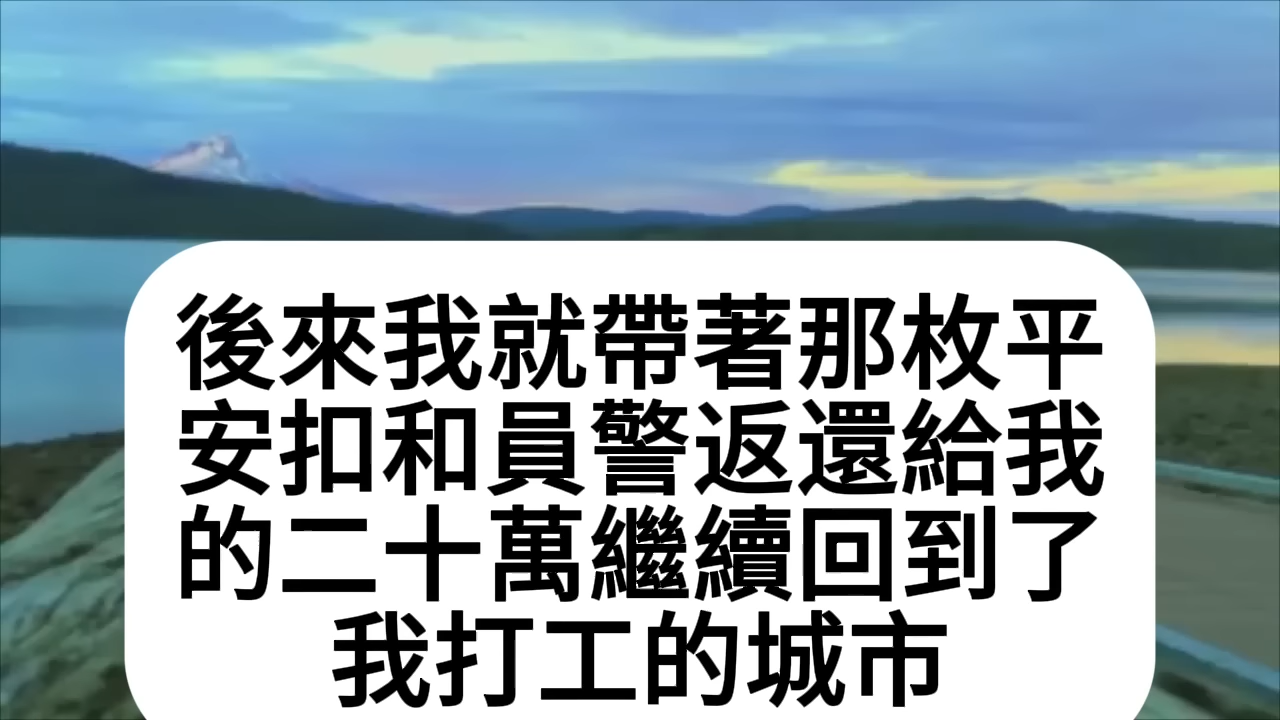 後來我就帶著那枚平
安扣和員警返還給我
的二十萬繼續回到了
我打工的城市